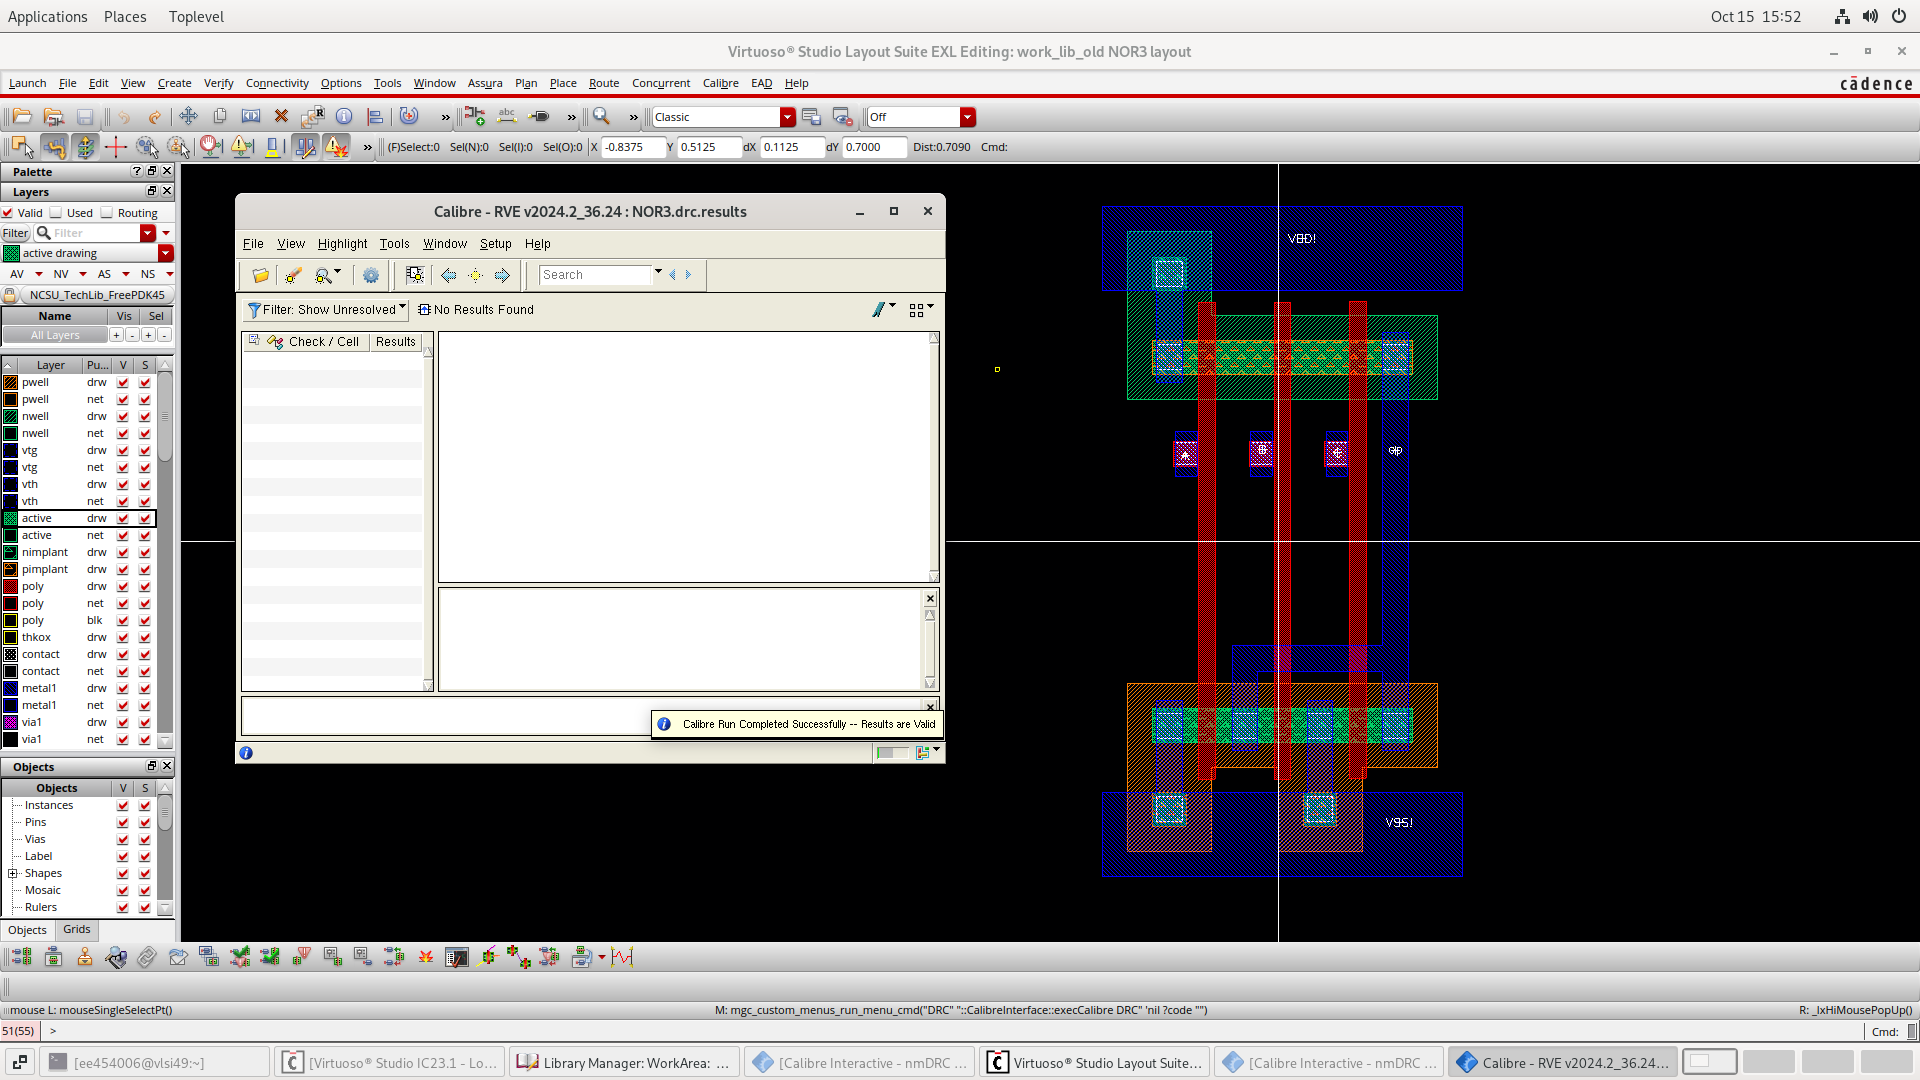 Applications Places Toplevel Oct 15 15:52
Virtuoso® Studio Layout Suite EXL Editing: work_lib_old NOR3 layout
Launch File Edit View Create Verify Connectivity Options Tools Window Assura Plan Place Route Concurrent Calibre EAD Help cādence
» » » Classic Off
» (F)Select:0 Sel(N):0 Sel(I):0 Sel(O):0 X -0.8375 Y 0.5125 dX 0.1125 dY 0.7000 Dist:0.7090 Cmd:
Palette
Layers
Valid Used Routing
Filter Filter
active drawing
AV NV AS NS
NCSU_TechLib_FreePDK45
Name Vis Sel
All Layers + - + -
Layer Pu... V S
pwell drw
pwell net
nwell drw
nwell net
vtg drw
vtg net
vth drw
vth net
active drw
active net
nimplant drw
pimplant drw
poly drw
poly net
poly blk
thkox drw
contact drw
contact net
metal1 drw
metal1 net
via1 drw
via1 net
Objects
Objects V S
Instances
Pins
Vias
Label
Shapes
Mosaic
Rulers
Objects Grids
Calibre - RVE v2024.2_36.24 : NOR3.drc.results
File View Highlight Tools Window Setup Help
Search
Filter: Show Unresolved No Results Found
Check / Cell Results
Calibre Run Completed Successfully -- Results are Valid
A B C
mouse L: mouseSingleSelectPt() M: mgc_custom_menus_run_menu_cmd("DRC" "::CalibreInterface::execCalibre DRC" 'nil ?code "") R: _lxHiMousePopUp()
51(55) > Cmd:
[ee454006@vlsi49:~] [Virtuoso® Studio IC23.1 - Lo... Library Manager: WorkArea: ... [Calibre Interactive - nmDRC ... Virtuoso® Studio Layout Suite... [Calibre Interactive - nmDRC ... Calibre - RVE v2024.2_36.24...